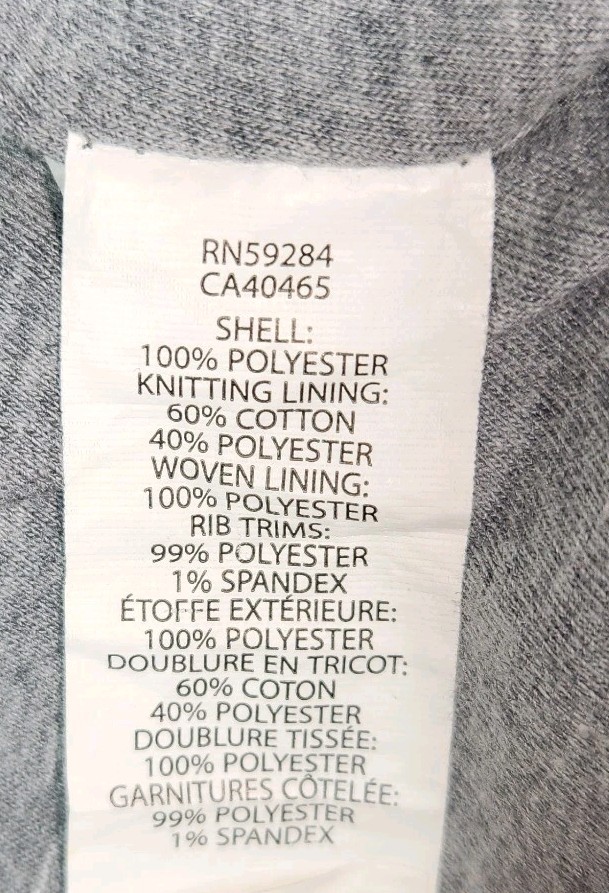 RN59284
CA40465
SHELL:
100% POLYESTER
KNITTING LINING:
60% COTTON
40% POLYESTER
WOVEN LINING:
100% POLYESTER
RIB TRIMS:
99% POLYESTER
1% SPANDEX
ÉTOFFE EXTÉRIEURE:
100% POLYESTER
DOUBLURE EN TRICOT:
60% COTON
40% POLYESTER
DOUBLURE TISSÉE:
100% POLYESTER
GARNITURES CÔTELÉE:
99% POLYESTER
1% SPANDEX